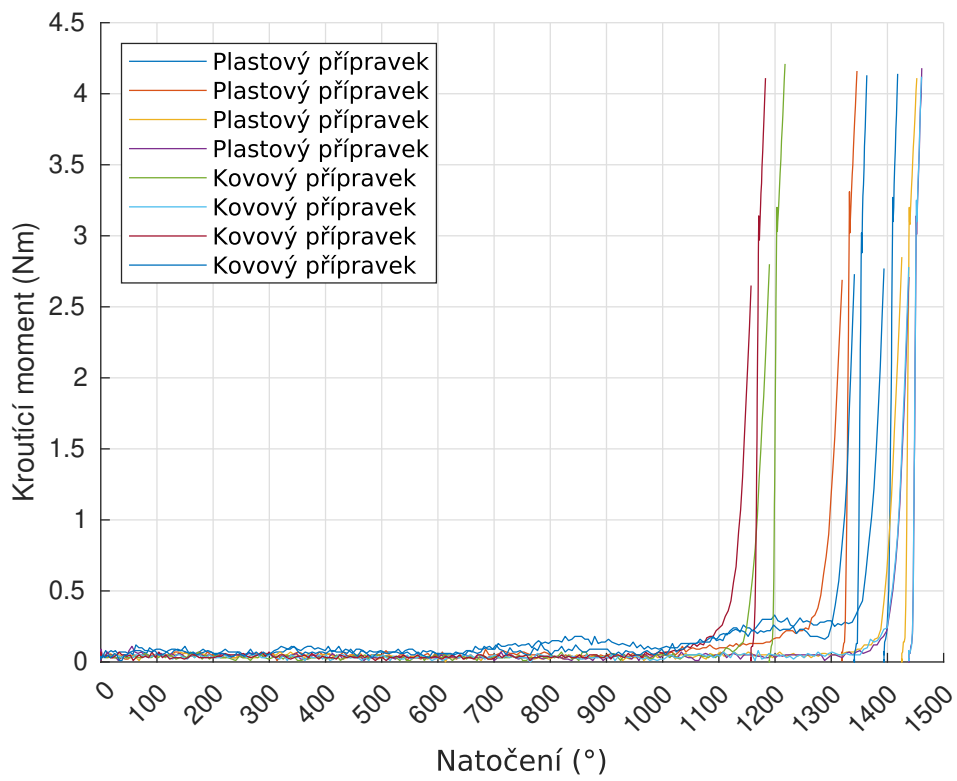 4.5
4
3.5
3
2.5
2
1.5
1
0.5
0
Kroutící moment (Nm)
Plastový přípravek
Plastový přípravek
Plastový přípravek
Plastový přípravek
Kovový přípravek
Kovový přípravek
Kovový přípravek
Kovový přípravek
0 100 200 300 400 500 600 700 800 900 1000 1100 1200 1300 1400 1500
Natočení (°)